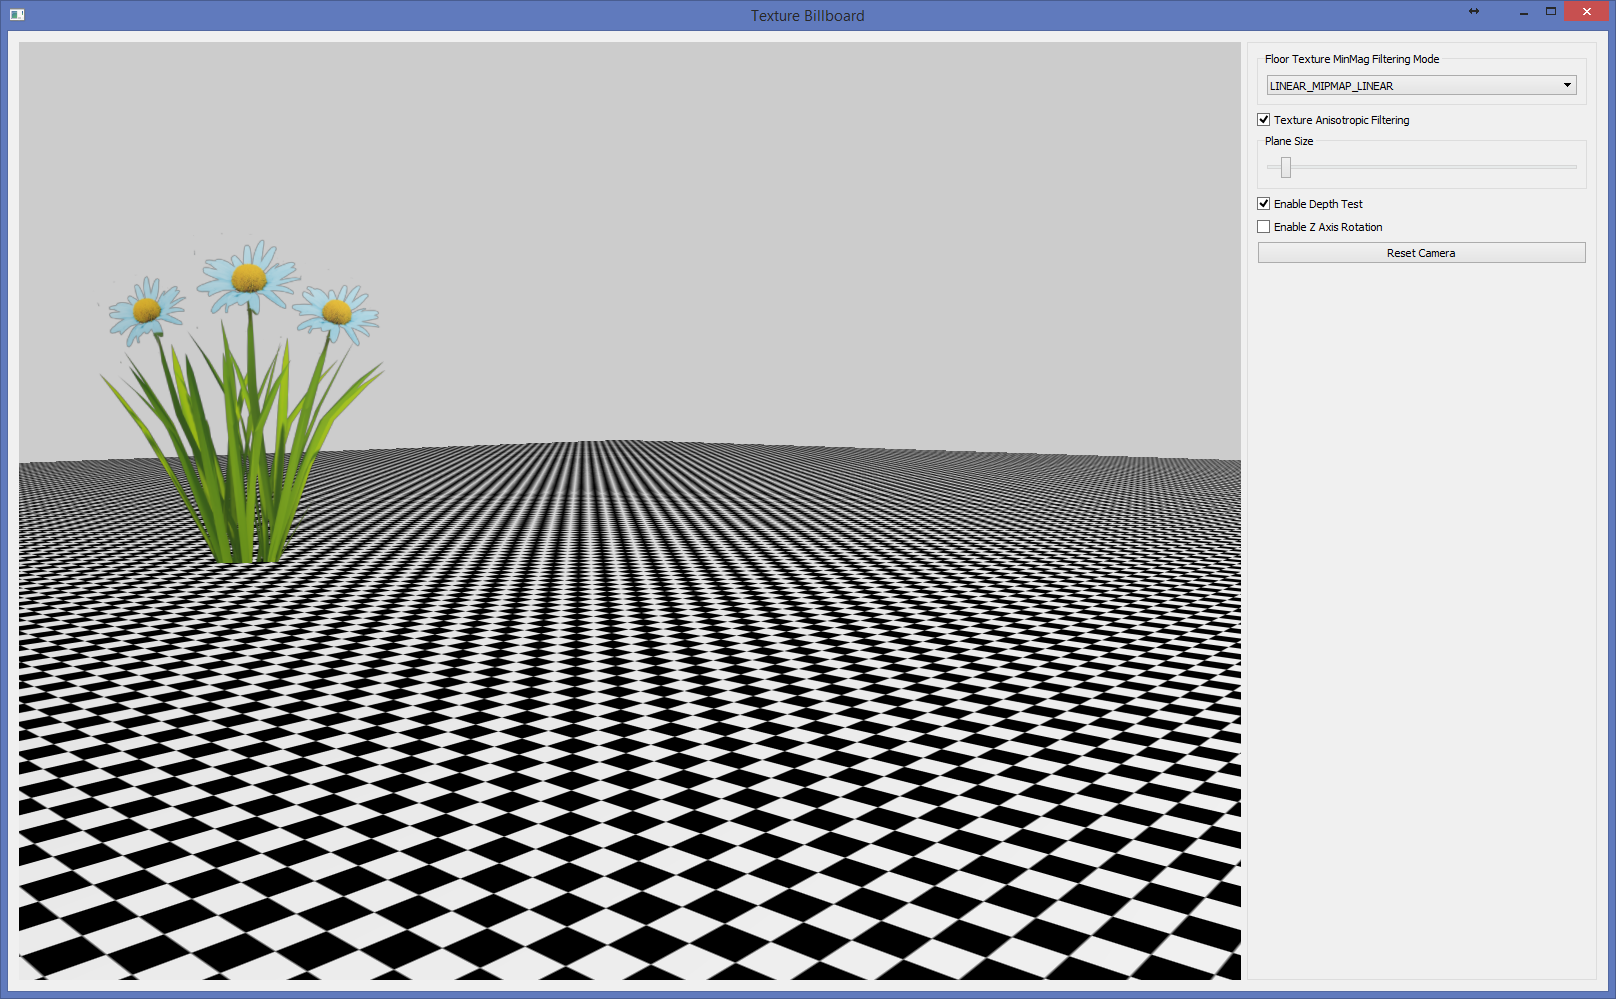 Texture Billboard
Floor Texture MinMag Filtering Mode
LINEAR_MIPMAP_LINEAR
Texture Anisotropic Filtering
Plane Size
Enable Depth Test
Enable Z Axis Rotation
Reset Camera